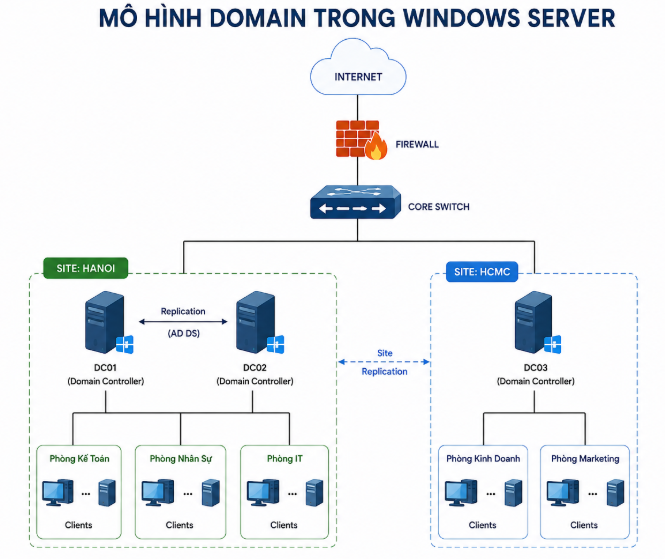 MÔ HÌNH DOMAIN TRONG WINDOWS SERVER
INTERNET
FIREWALL
CORE SWITCH
SITE: HANOI
Replication
(AD DS)
DC01
(Domain Controller)
DC02
(Domain Controller)
Phòng Kế Toán
...
Clients
Phòng Nhân Sự
...
Clients
Phòng IT
...
Clients
Site
Replication
SITE: HCMC
DC03
(Domain Controller)
Phòng Kinh Doanh
...
Clients
Phòng Marketing
...
Clients